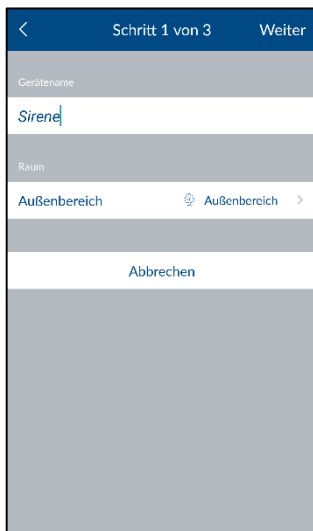 Schritt 1 von 3 Weiter
Gerätename
Sirene
Raum
Außenbereich Außenbereich
Abbrechen